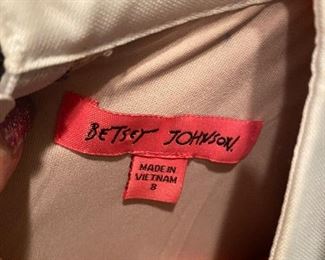 BETSEY JOHNSON.
MADE IN
VIETNAM
8